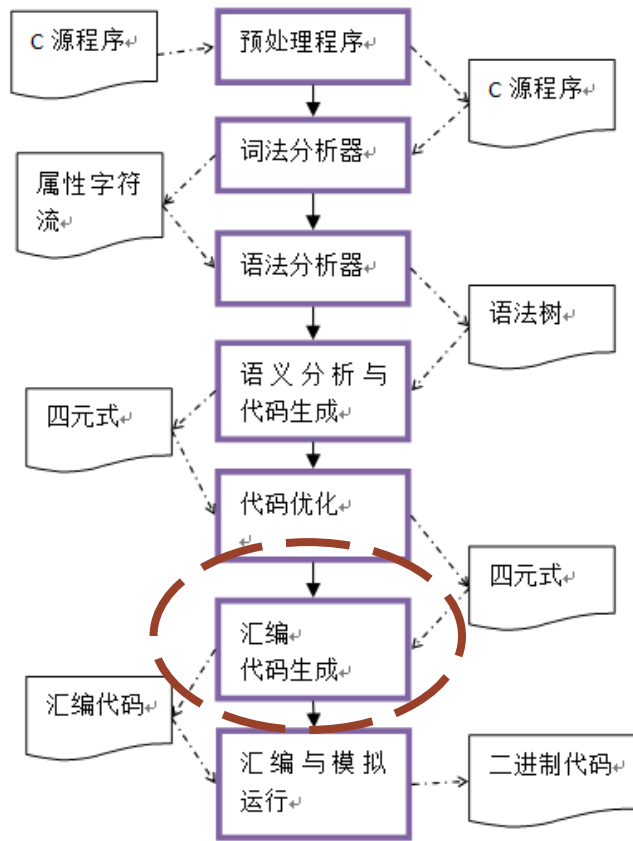 C 源程序
预处理程序
C 源程序
词法分析器
属性字符
流
语法分析器
语法树
语义分析与
代码生成
四元式
代码优化
四元式
汇编
代码生成
汇编代码
汇编与模拟
运行
二进制代码